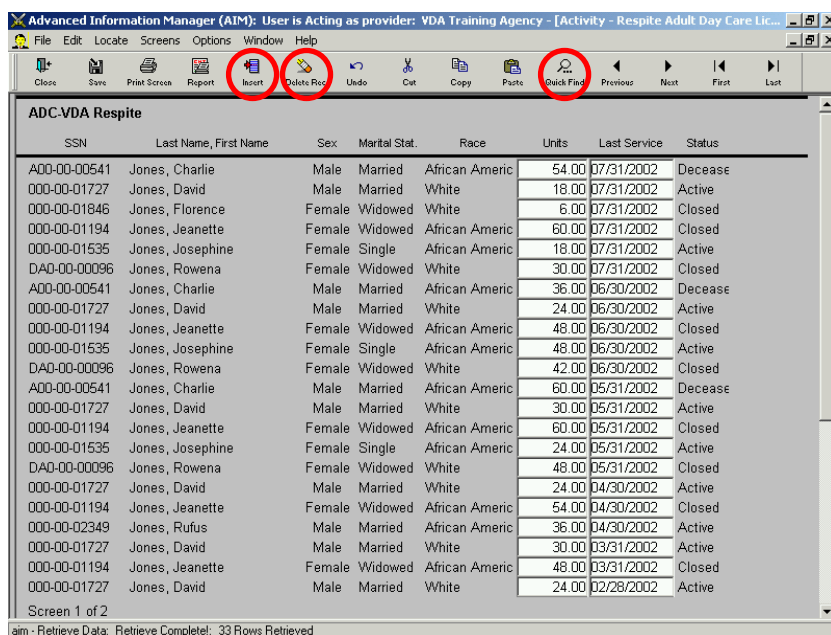 Advanced Information Manager (AIM): User is Acting as provider: VDA Training Agency - [Activity - Respite Adult Day Care Lic...
File Edit Locate Screens Options Window Help
Close Save Print Screen Report Insert Delete Rec Undo Cut Copy Paste Quick Find Previous Next First Last
ADC-VDA Respite
SSN Last Name, First Name Sex Marital Stat. Race Units Last Service Status
A00-00-00541 Jones, Charlie Male Married African Americ 54.00 07/31/2002 Decease
000-00-01727 Jones, David Male Married White 18.00 07/31/2002 Active
000-00-01846 Jones, Florence Female Widowed White 6.00 07/31/2002 Closed
000-00-01194 Jones, Jeanette Female Widowed African Americ 60.00 07/31/2002 Closed
000-00-01535 Jones, Josephine Female Single African Americ 18.00 07/31/2002 Active
DA0-00-00096 Jones, Rowena Female Widowed White 30.00 07/31/2002 Closed
A00-00-00541 Jones, Charlie Male Married African Americ 36.00 06/30/2002 Decease
000-00-01727 Jones, David Male Married White 24.00 06/30/2002 Active
000-00-01194 Jones, Jeanette Female Widowed African Americ 48.00 06/30/2002 Closed
000-00-01535 Jones, Josephine Female Single African Americ 48.00 06/30/2002 Active
DA0-00-00096 Jones, Rowena Female Widowed White 42.00 06/30/2002 Closed
A00-00-00541 Jones, Charlie Male Married African Americ 60.00 05/31/2002 Decease
000-00-01727 Jones, David Male Married White 30.00 05/31/2002 Active
000-00-01194 Jones, Jeanette Female Widowed African Americ 60.00 05/31/2002 Closed
000-00-01535 Jones, Josephine Female Single African Americ 24.00 05/31/2002 Active
DA0-00-00096 Jones, Rowena Female Widowed White 48.00 05/31/2002 Closed
000-00-01727 Jones, David Male Married White 24.00 04/30/2002 Active
000-00-01194 Jones, Jeanette Female Widowed African Americ 54.00 04/30/2002 Closed
000-00-02349 Jones, Rufus Male Married African Americ 36.00 04/30/2002 Active
000-00-01727 Jones, David Male Married White 30.00 03/31/2002 Active
000-00-01194 Jones, Jeanette Female Widowed African Americ 48.00 03/31/2002 Closed
000-00-01727 Jones, David Male Married White 24.00 02/28/2002 Active
Screen 1 of 2
aim - Retrieve Data: Retrieve Complete!: 33 Rows Retrieved